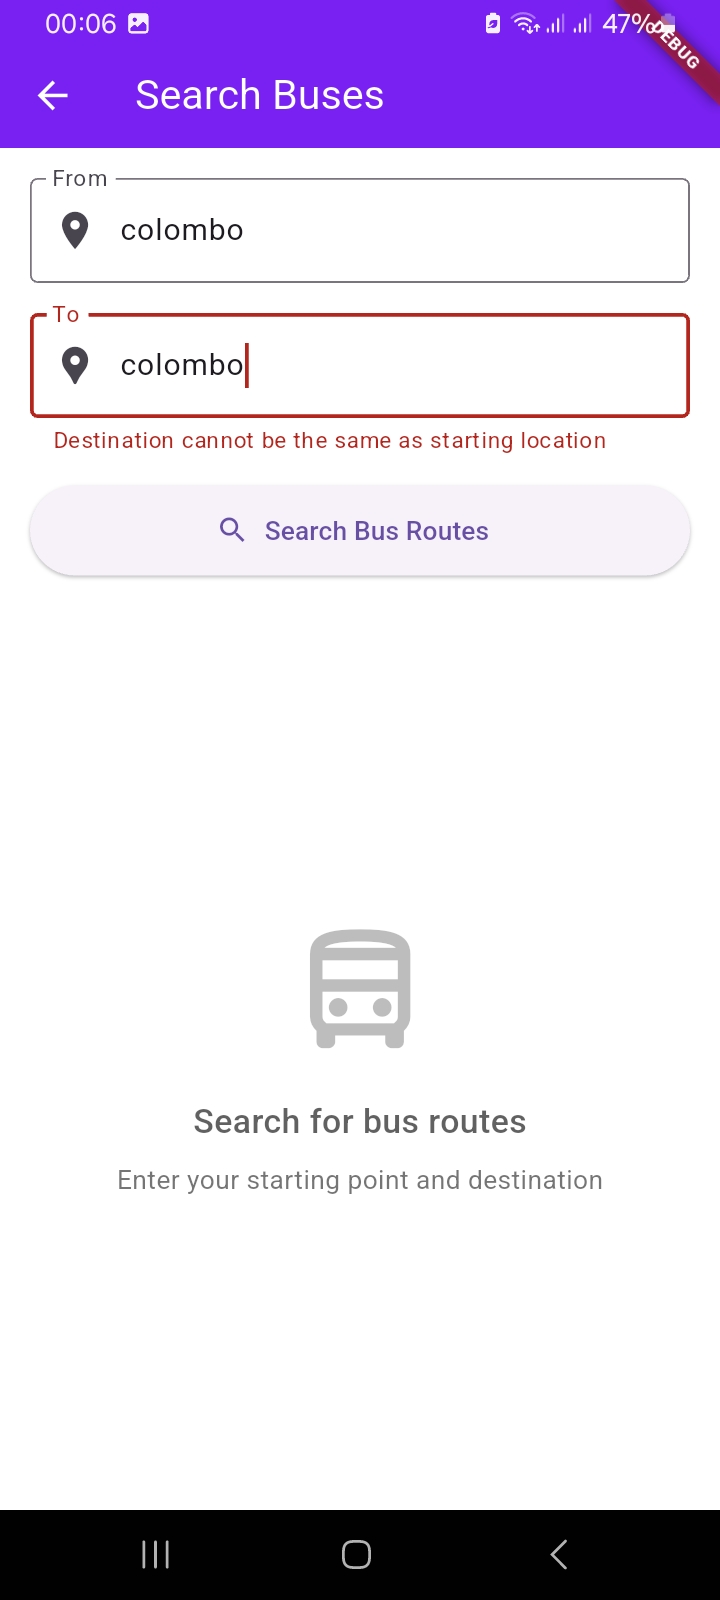 00:06 47%
DEBUG
Search Buses
From
colombo
To
colombo
Destination cannot be the same as starting location
Search Bus Routes
Search for bus routes
Enter your starting point and destination